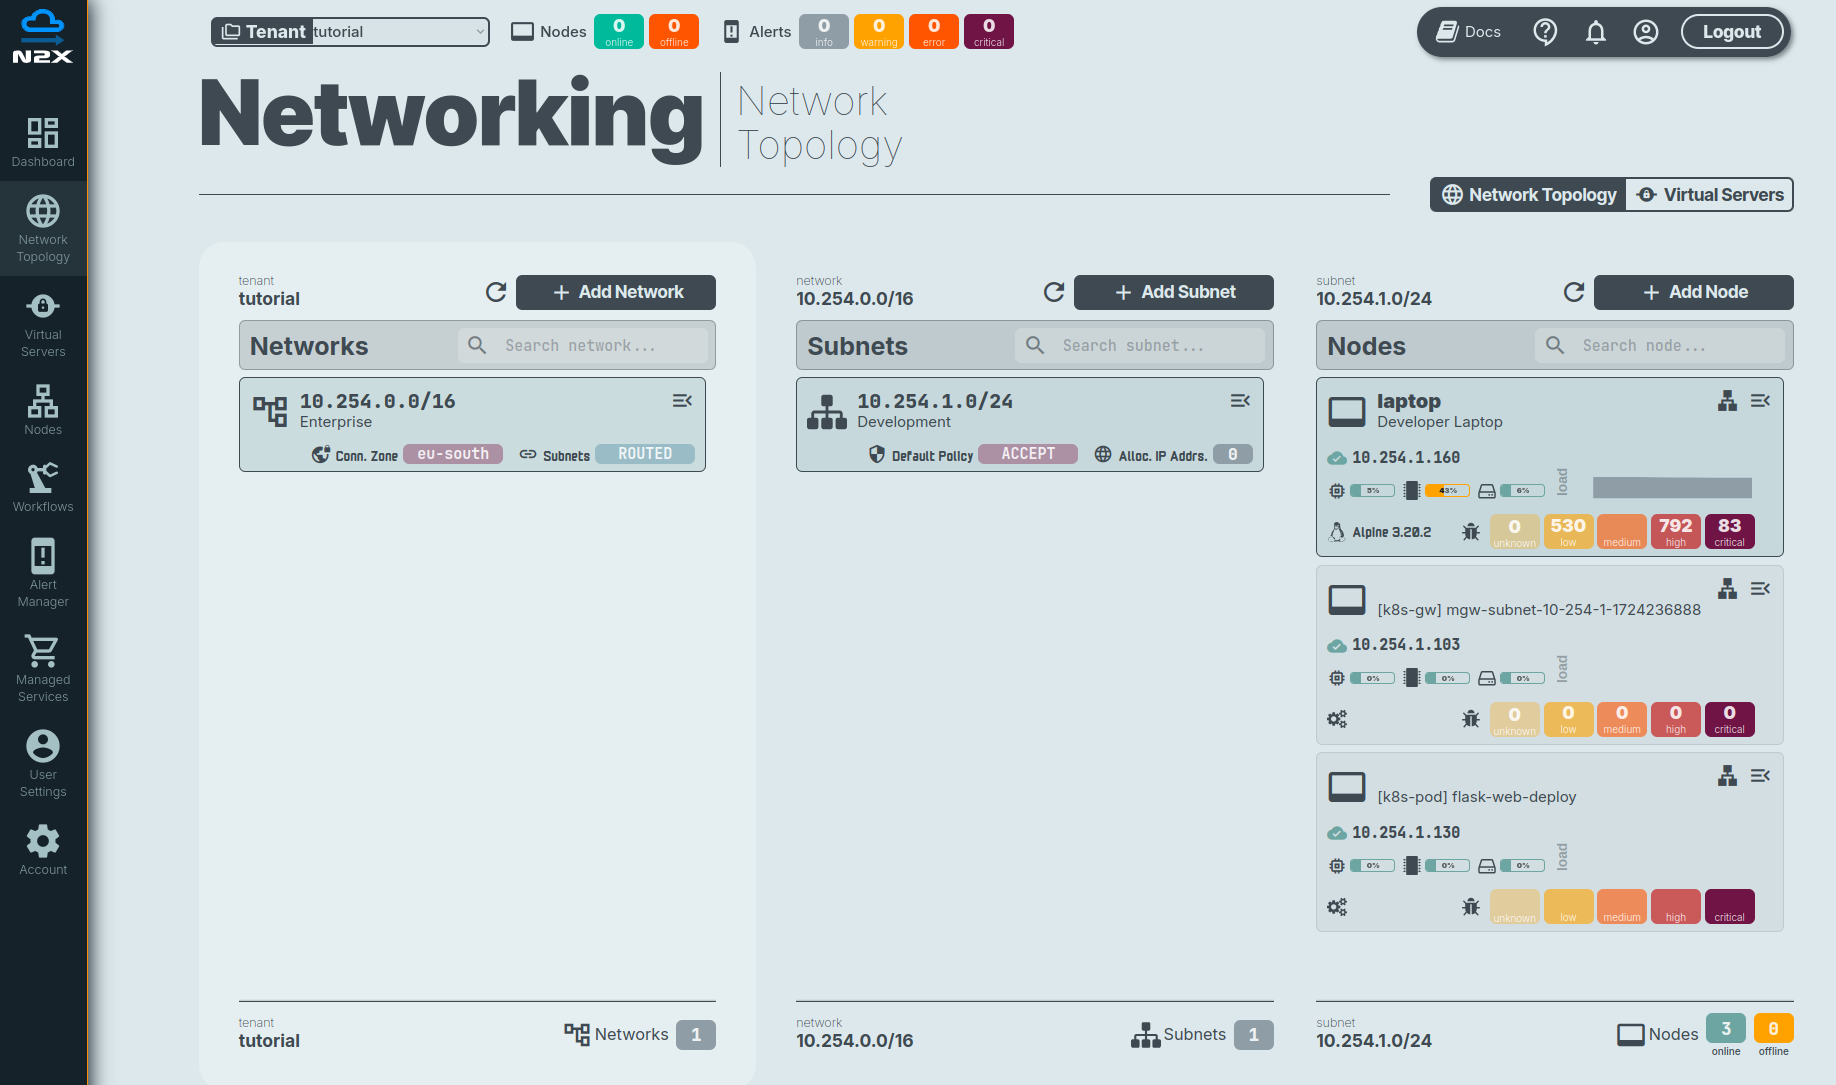 N2X
Tenant tutorial
Nodes 0 online 0 offline
Alerts 0 info 0 warning 0 error 0 critical
Docs
Logout
Networking
Network
Topology
Network Topology Virtual Servers
Dashboard
Network
Topology
Virtual
Servers
Nodes
Workflows
Alert
Manager
Managed
Services
User
Settings
Account
tenant
tutorial
Add Network
Networks Search network...
10.254.0.0/16
Enterprise
Conn. Zone eu-south Subnets ROUTED
tenant
tutorial
Networks 1
network
10.254.0.0/16
Add Subnet
Subnets Search subnet...
10.254.1.0/24
Development
Default Policy ACCEPT Alloc. IP Addrs. 0
network
10.254.0.0/16
Subnets 1
subnet
10.254.1.0/24
Add Node
Nodes Search node...
laptop
Developer Laptop
10.254.1.160
5% 43% 6% load
Alpine 3.20.2 0 unknown 530 low medium 792 high 83 critical
[k8s-gw] mgw-subnet-10-254-1-1724236888
10.254.1.103
0% 0% 0% load
0 unknown 0 low 0 medium 0 high 0 critical
[k8s-pod] flask-web-deploy
10.254.1.130
0% 0% 0% load
unknown low medium high critical
subnet
10.254.1.0/24
Nodes 3 online 0 offline